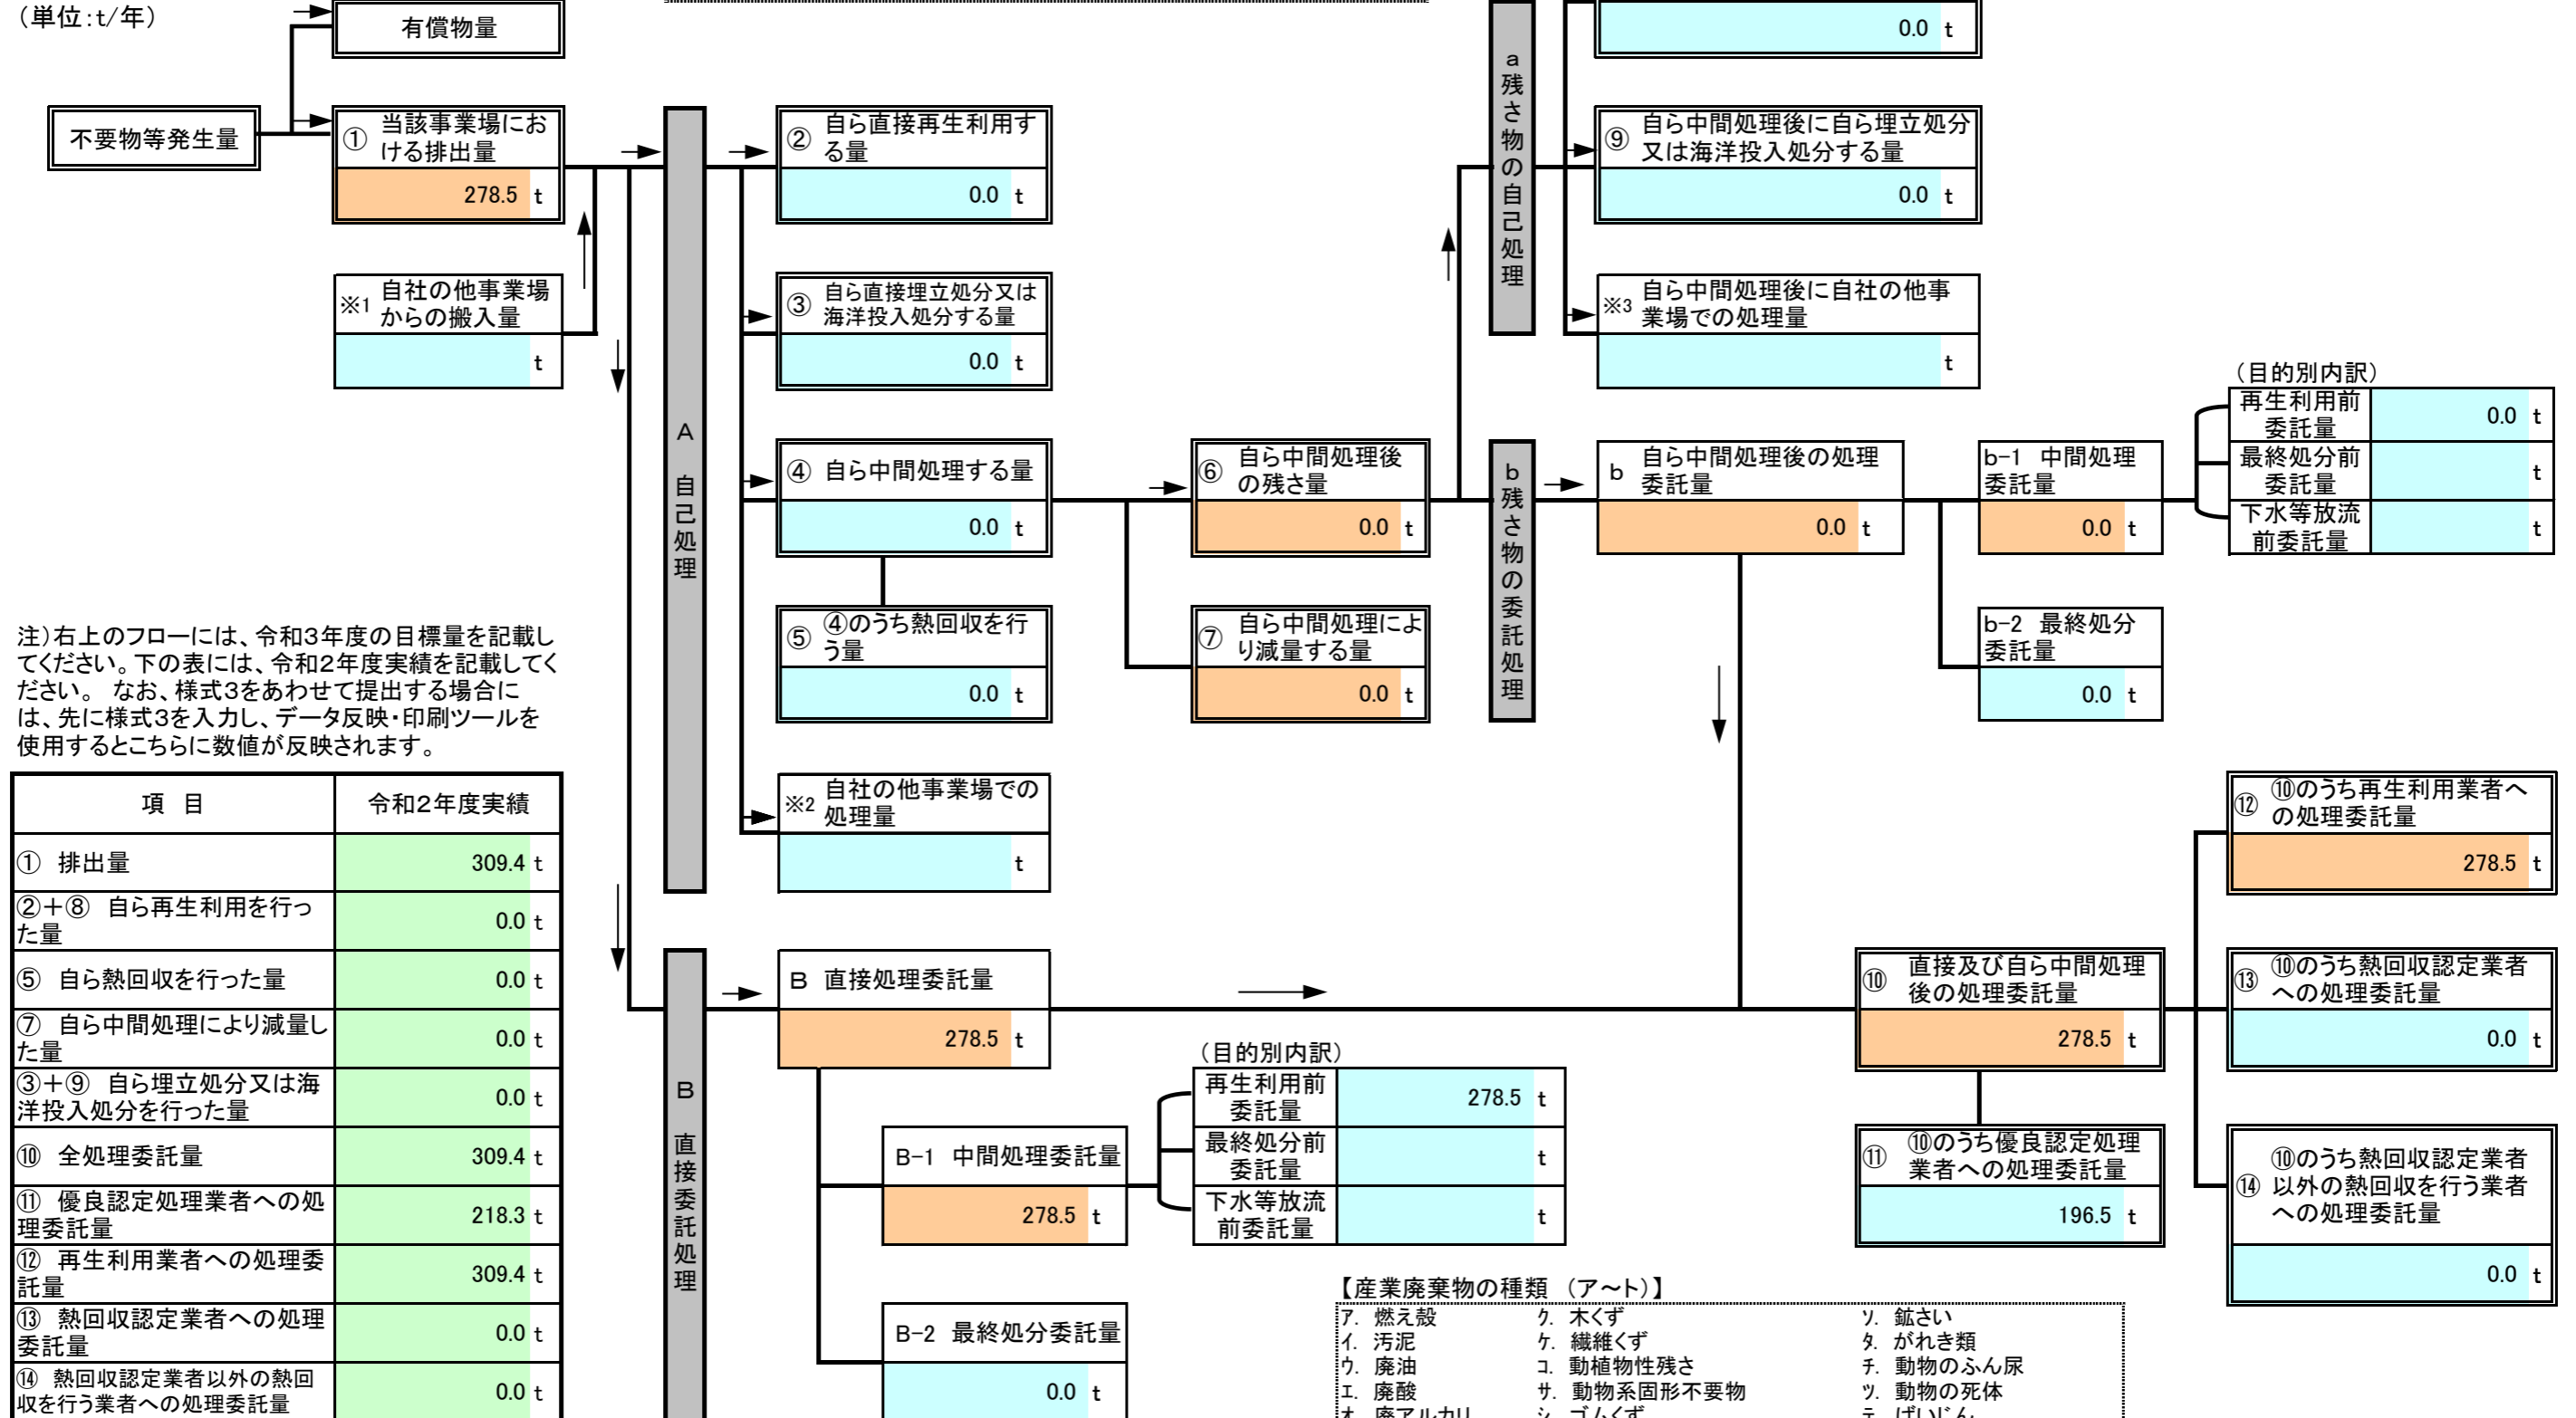 (単位:t/年)
有償物量
不要物等発生量
① 当該事業場にお
ける排出量
278.5 t
※1 自社の他事業場
からの搬入量
t
A 自己処理
② 自ら直接再生利用す
る量
0.0 t
③ 自ら直接埋立処分又は
海洋投入処分する量
0.0 t
④ 自ら中間処理する量
0.0 t
⑤ ④のうち熱回収を行
う量
0.0 t
※2 自社の他事業場での
処理量
t
⑥ 自ら中間処理後
の残さ量
0.0 t
⑦ 自ら中間処理によ
り減量する量
0.0 t
a 残さ物の自己処理
0.0 t
⑨ 自ら中間処理後に自ら埋立処分
又は海洋投入処分する量
0.0 t
※3 自ら中間処理後に自社の他事
業場での処理量
t
b 残さ物の委託処理
b 自ら中間処理後の処理
委託量
0.0 t
b-1 中間処理
委託量
0.0 t
(目的別内訳)
再生利用前
委託量
0.0 t
最終処分前
委託量
t
下水等放流
前委託量
t
b-2 最終処分
委託量
0.0 t
注)右上のフローには、令和3年度の目標量を記載し
てください。下の表には、令和2年度実績を記載してく
ださい。 なお、様式3をあわせて提出する場合に
は、先に様式3を入力し、データ反映・印刷ツールを
使用するとこちらに数値が反映されます。
項 目 令和2年度実績
① 排出量 309.4 t
②+⑧ 自ら再生利用を行っ
た量 0.0 t
⑤ 自ら熱回収を行った量 0.0 t
⑦ 自ら中間処理により減量し
た量 0.0 t
③+⑨ 自ら埋立処分又は海
洋投入処分を行った量 0.0 t
⑩ 全処理委託量 309.4 t
⑪ 優良認定処理業者への処
理委託量 218.3 t
⑫ 再生利用業者への処理委
託量 309.4 t
⑬ 熱回収認定業者への処理
委託量 0.0 t
⑭ 熱回収認定業者以外の熱回
収を行う業者への処理委託量 0.0 t
B 直接委託処理
B 直接処理委託量
278.5 t
B-1 中間処理委託量
278.5 t
(目的別内訳)
再生利用前
委託量
278.5 t
最終処分前
委託量
t
下水等放流
前委託量
t
B-2 最終処分委託量
0.0 t
⑩ 直接及び自ら中間処理
後の処理委託量
278.5 t
⑪ ⑩のうち優良認定処理
業者への処理委託量
196.5 t
⑫ ⑩のうち再生利用業者へ
の処理委託量
278.5 t
⑬ ⑩のうち熱回収認定業者
への処理委託量
0.0 t
⑭ ⑩のうち熱回収認定業者
以外の熱回収を行う業者
への処理委託量
0.0 t
【産業廃棄物の種類 (ア~ト)】
ア. 燃え殻 ク. 木くず ソ. 鉱さい
イ. 汚泥 ケ. 繊維くず タ. がれき類
ウ. 廃油 コ. 動植物性残さ チ. 動物のふん尿
エ. 廃酸 サ. 動物系固形不要物 ツ. 動物の死体
オ. 廃アルカリ シ. ゴムくず テ. ばいじん